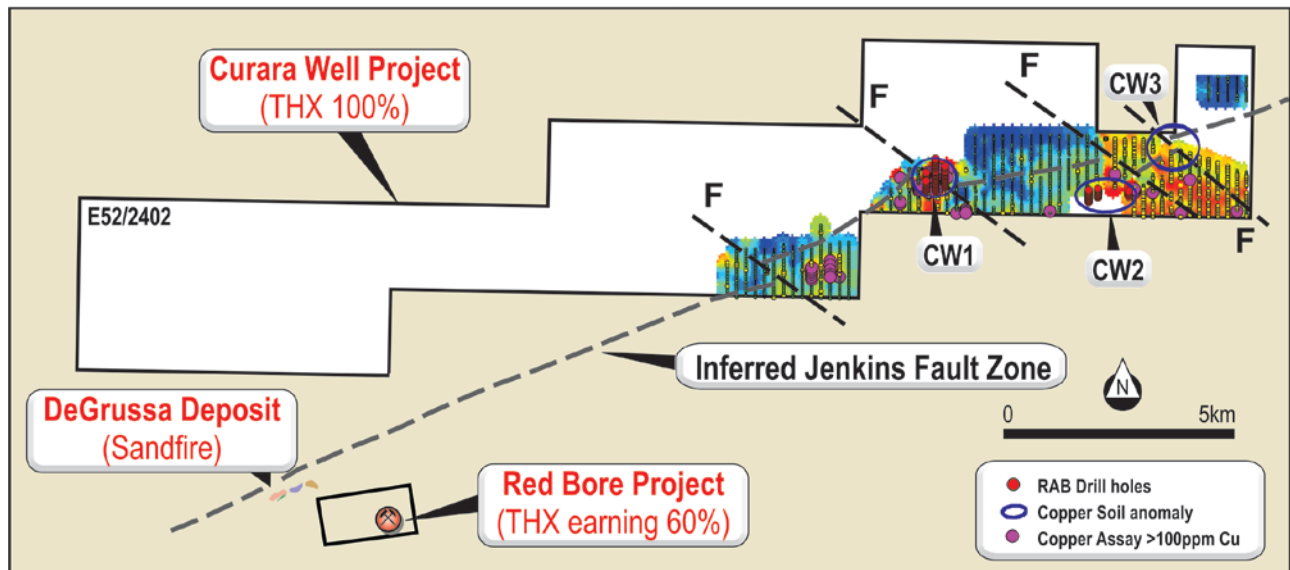 Curara Well Project
(THX 100%)
F
F
CW3
F
E52/2402
CW1
CW2
F
Inferred Jenkins Fault Zone
N
0
5km
DeGrussa Deposit
(Sandfire)
Red Bore Project
(THX earning 60%)
RAB Drill holes
Copper Soil anomaly
Copper Assay >100ppm Cu